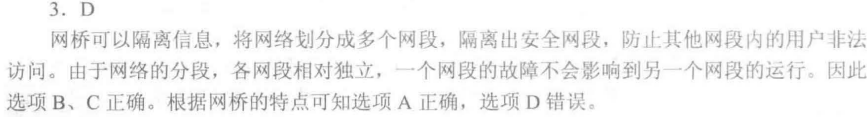 3. D
网桥可以隔离信息，将网络划分成多个网段，隔离出安全网段，防止其他网段内的用户非法
访问。由于网络的分段，各网段相对独立，一个网段的故障不会影响到另一个网段的运行。因此
选项 B、C 正确。根据网桥的特点可知选项 A 正确，选项 D 错误。